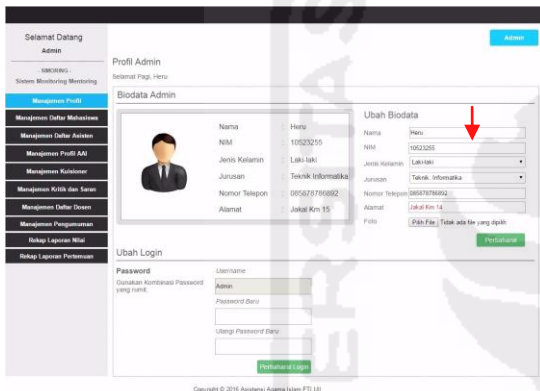 Selamat Datang
Admin
- SIMORING -
Sistem Monitoring Mentoring
Manajemen Profil
Manajemen Daftar Mahasiswa
Manajemen Daftar Asisten
Manajemen Profil AAI
Manajemen Kuisioner
Manajemen Kritik dan Saran
Manajemen Daftar Dosen
Manajemen Pengumuman
Rekap Laporan Nilai
Rekap Laporan Pertemuan
Admin
Profil Admin
Selamat Pagi, Heru.
Biodata Admin
Nama : Heru
NIM : 10523255
Jenis Kelamin : Laki-laki
Jurusan : Teknik Informatika
Nomor Telepon : 085878786892
Alamat : Jakal Km 15
Ubah Biodata
Nama Heru
NIM 10523255
Jenis Kelamin Laki-laki
Jurusan Teknik Informatika
Nomor Telepon 085878786892
Alamat Jakal Km 14
Foto Pilih File Tidak ada file yang dipilih
Perbaharui
Ubah Login
Password
Gunakan Kombinasi Password
yang rumit.
Username
Admin
Password Baru
Ulangi Password Baru
Perbaharui Login
Copyright © 2016 Asistensi Agama Islam FTI UII
ERSITAS